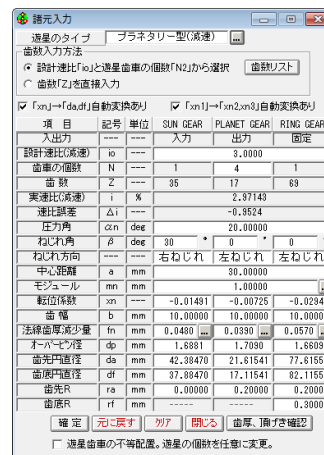 諸元入力
遊星のタイプ プラネタリー型(減速) ...
歯数入力方法
設計速比「io」と遊星歯車の個数「N2」から選択 歯数リスト
歯数「Z」を直接入力
「xn」→「da,df」自動変換あり 「xn1」→「xn2,xn3」自動変換あり
項 目 記号 単位 SUN GEAR PLANET GEAR RING GEAR
入出力 --- --- 入力 出力 固定
設計速比(減速) io --- 3.0000
歯車の個数 N --- 1 4 1
歯 数 Z --- 35 17 69
実速比(減速) i % 2.97143
速比誤差 Δi --- -0.9524
圧力角 αn deg 20.00000
ねじれ角 β deg 30 ° 0 ° 0
ねじれ方向 --- --- 右ねじれ 左ねじれ 左ねじれ
中心距離 a mm 30.00000
モジュール mn mm 1.00000
転位係数 xn --- -0.01491 -0.00725 -0.0294
歯 幅 b mm 10.00000 10.00000 10.0000
法線歯厚減少量 fn mm 0.0480 ... 0.0390 ... 0.0570
オーバーピン径 dp mm 1.6881 1.7090 1.6609
歯先円直径 da mm 42.38470 21.61541 77.6155
歯底円直径 df mm 37.88470 17.11541 82.1155
歯先R ra mm 0.00000 0.20000 0.2000
歯底R rf mm ----- ----- 0.3000
確 定 元に戻す クリア 閉じる 歯厚、頂げき確認
遊星歯車の不等配置。遊星の個数を任意に変更。